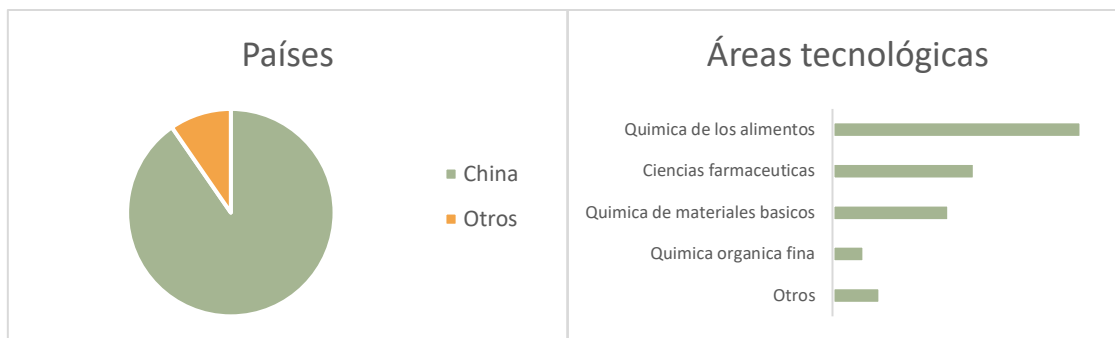 Países
China
Otros
Áreas tecnológicas
Quimica de los alimentos
Ciencias farmaceuticas
Quimica de materiales basicos
Quimica organica fina
Otros